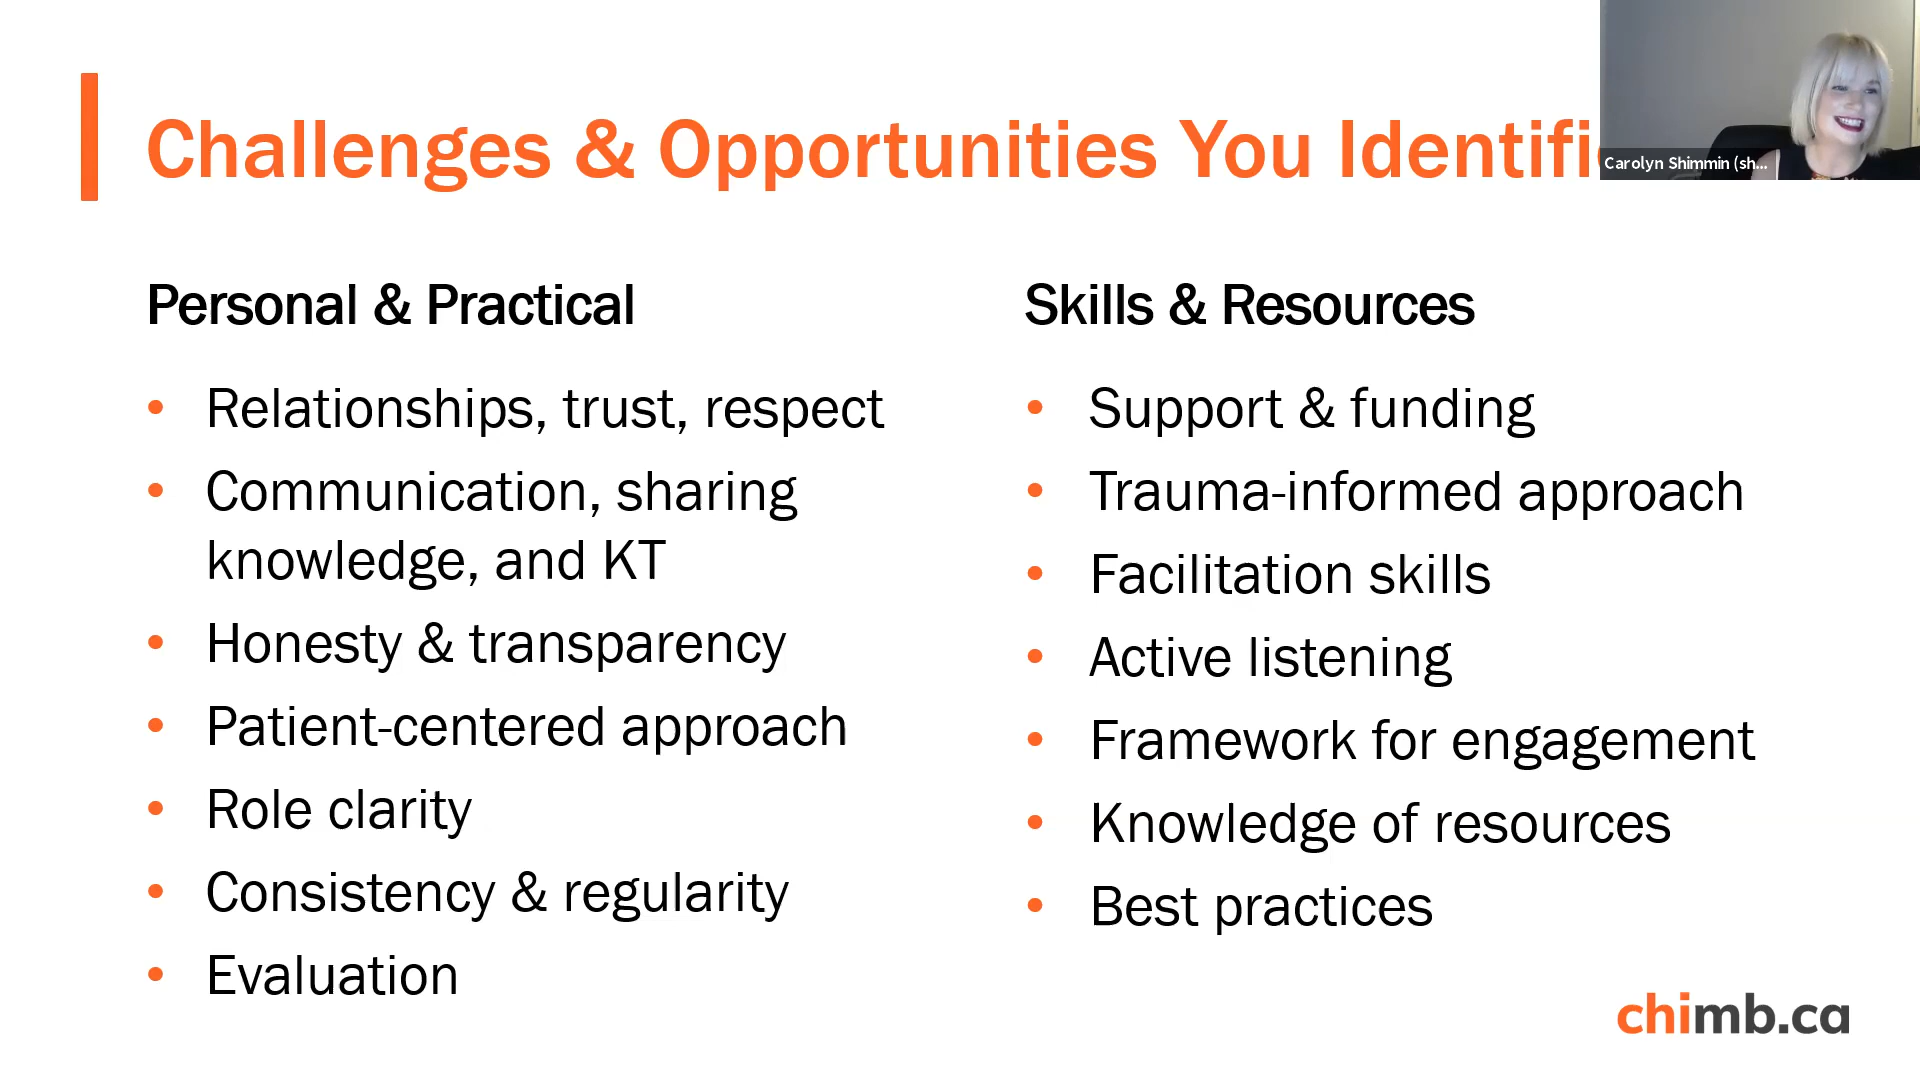 Challenges & Opportunities You Identifi
Carolyn Shimmin (sh...
Personal & Practical
• Relationships, trust, respect
• Communication, sharing
knowledge, and KT
• Honesty & transparency
• Patient-centered approach
• Role clarity
• Consistency & regularity
• Evaluation
Skills & Resources
• Support & funding
• Trauma-informed approach
• Facilitation skills
• Active listening
• Framework for engagement
• Knowledge of resources
• Best practices
chimb.ca